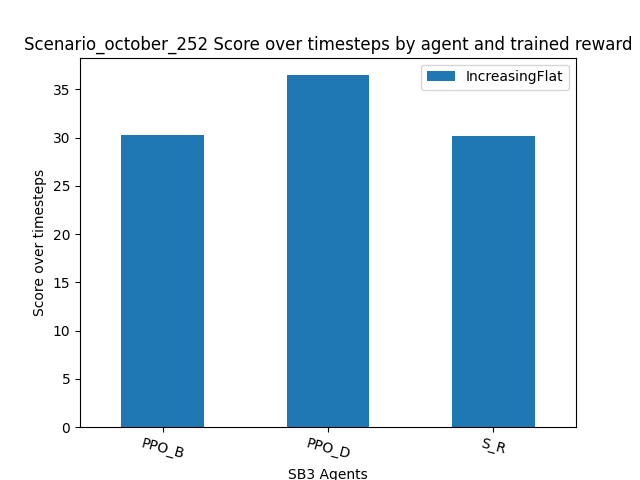 Scenario_october_252 Score over timesteps by agent and trained reward
IncreasingFlat
Score over timesteps
35
30
25
20
15
10
5
0
PPO_B
PPO_D
S_R
SB3 Agents